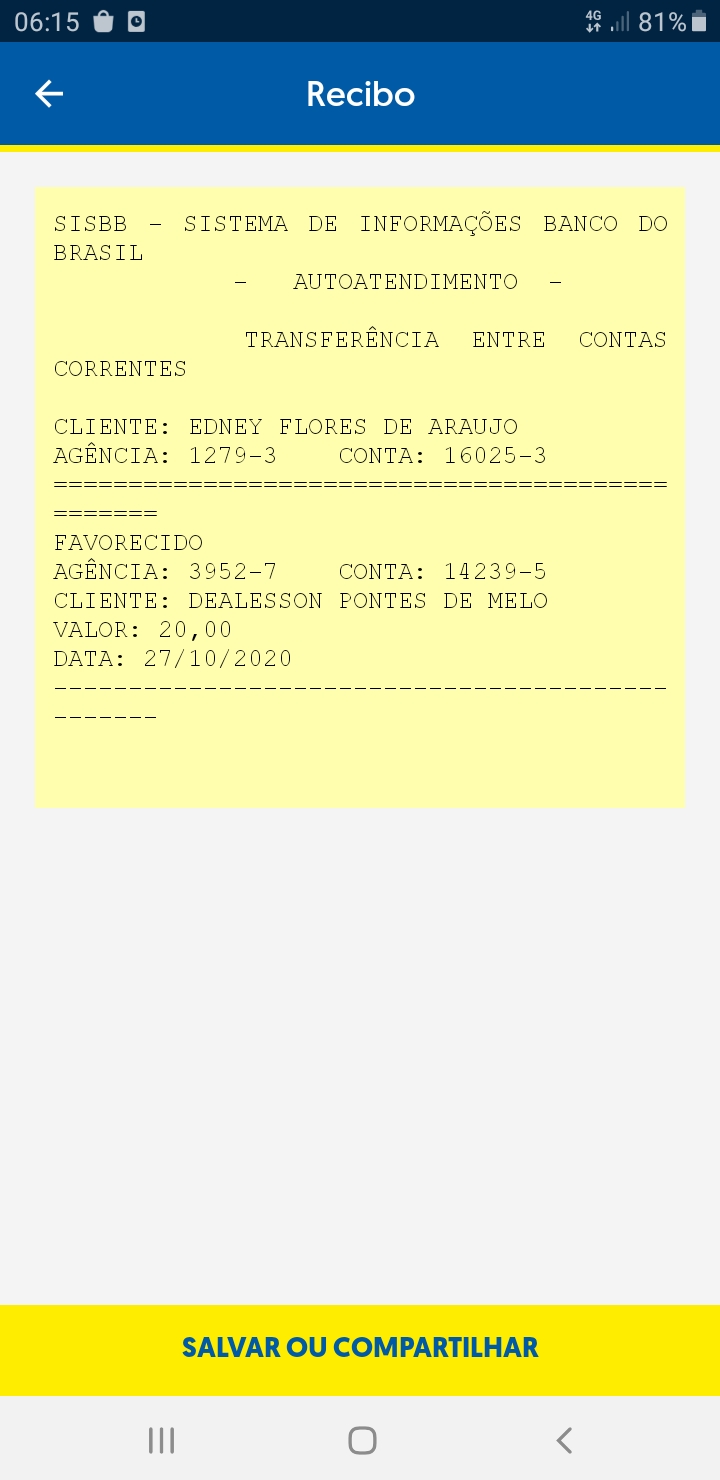 06:15 4G 81%
Recibo
SISBB - SISTEMA DE INFORMAÇÕES BANCO DO
BRASIL
- AUTOATENDIMENTO -
TRANSFERÊNCIA ENTRE CONTAS
CORRENTES
CLIENTE: EDNEY FLORES DE ARAUJO
AGÊNCIA: 1279-3 CONTA: 16025-3
=========================================
=======
FAVORECIDO
AGÊNCIA: 3952-7 CONTA: 14239-5
CLIENTE: DEALESSON PONTES DE MELO
VALOR: 20,00
DATA: 27/10/2020
-----------------------------------------
-------
SALVAR OU COMPARTILHAR